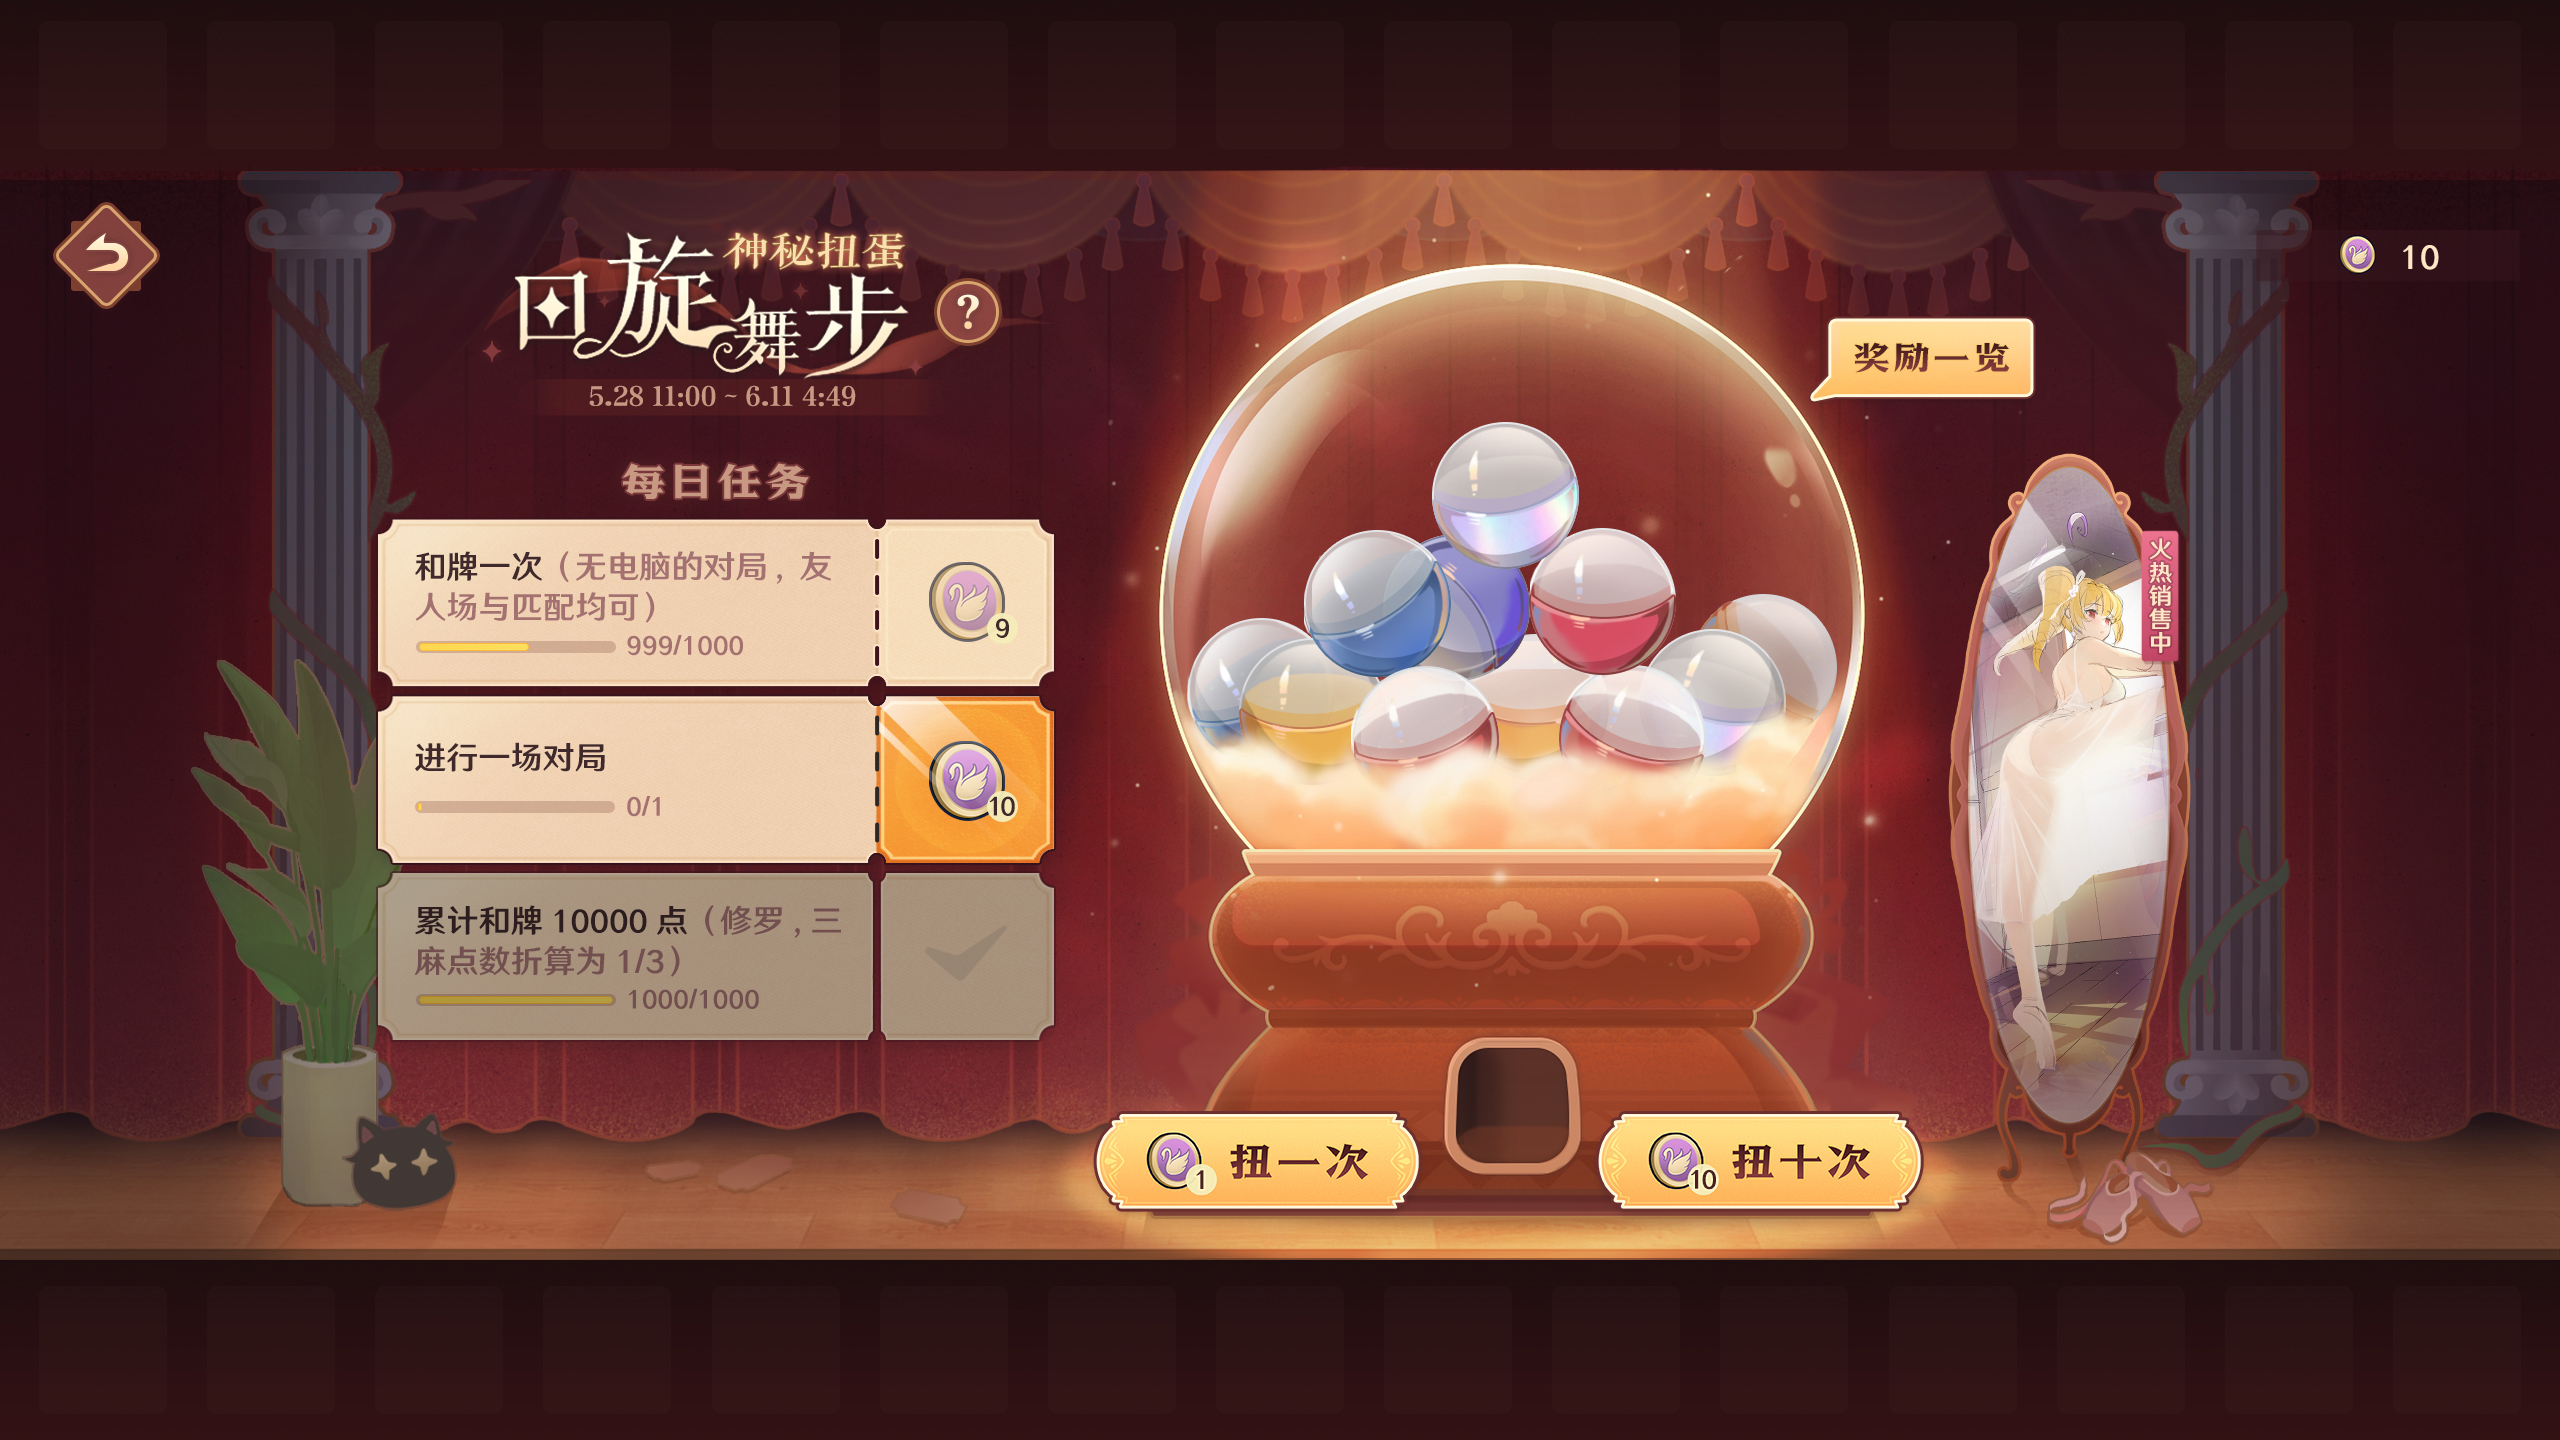 神秘扭蛋
回旋舞步
?
5.28 11:00 ~ 6.11 4:49
10
奖励一览
每日任务
和牌一次（无电脑的对局，友
人场与匹配均可）
999/1000
9
进行一场对局
0/1
10
累计和牌 10000 点（修罗，三
麻点数折算为 1/3）
1000/1000
火热销售中
1
扭一次
10
扭十次